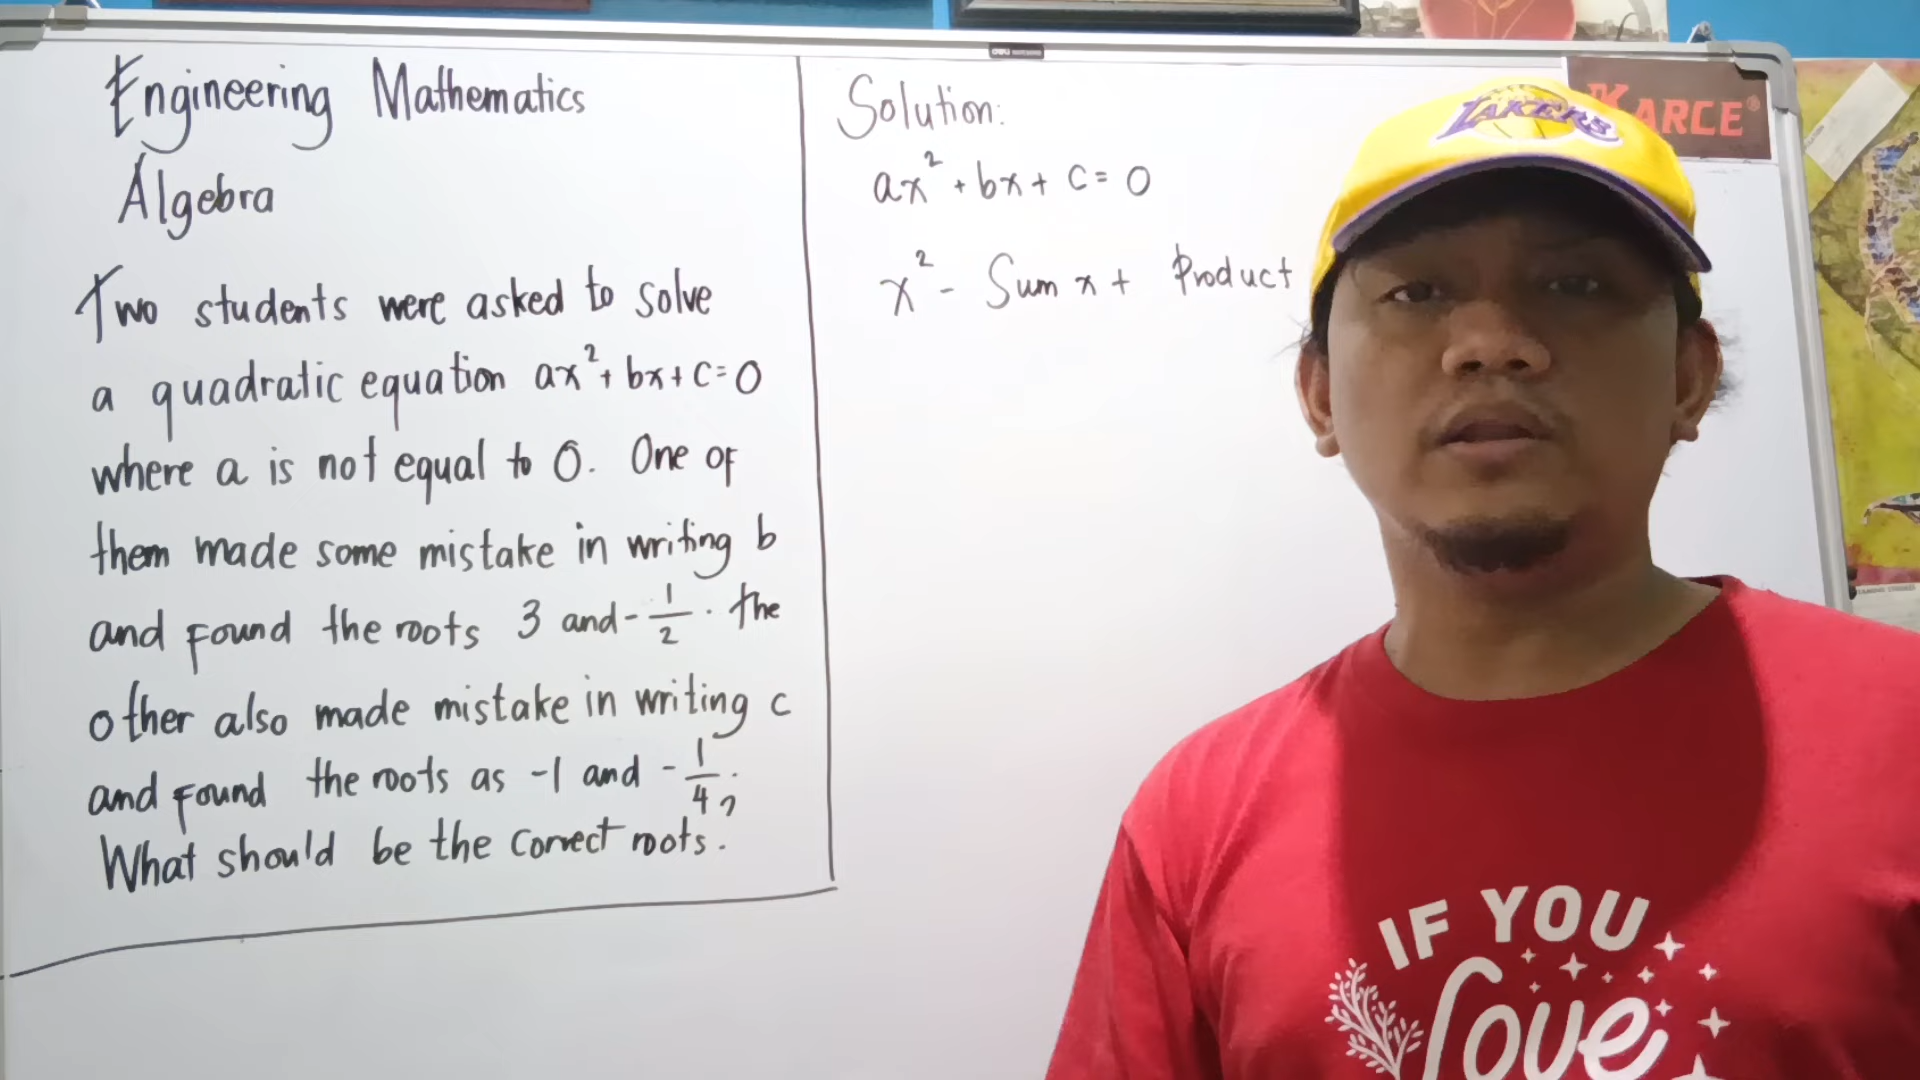 Engineering Mathematics
Algebra
Two students were asked to solve
a quadratic equation ax² + bx + c = 0
where a is not equal to 0. One of
them made some mistake in writing b
and found the roots 3 and -1/2. the
other also made mistake in writing c
and found the roots as -1 and -1/4.
What should be the correct roots?
Solution:
ax² + bx + c = 0
x² - Sum x + Product
LAKERS
KARCE®
IF YOU
love